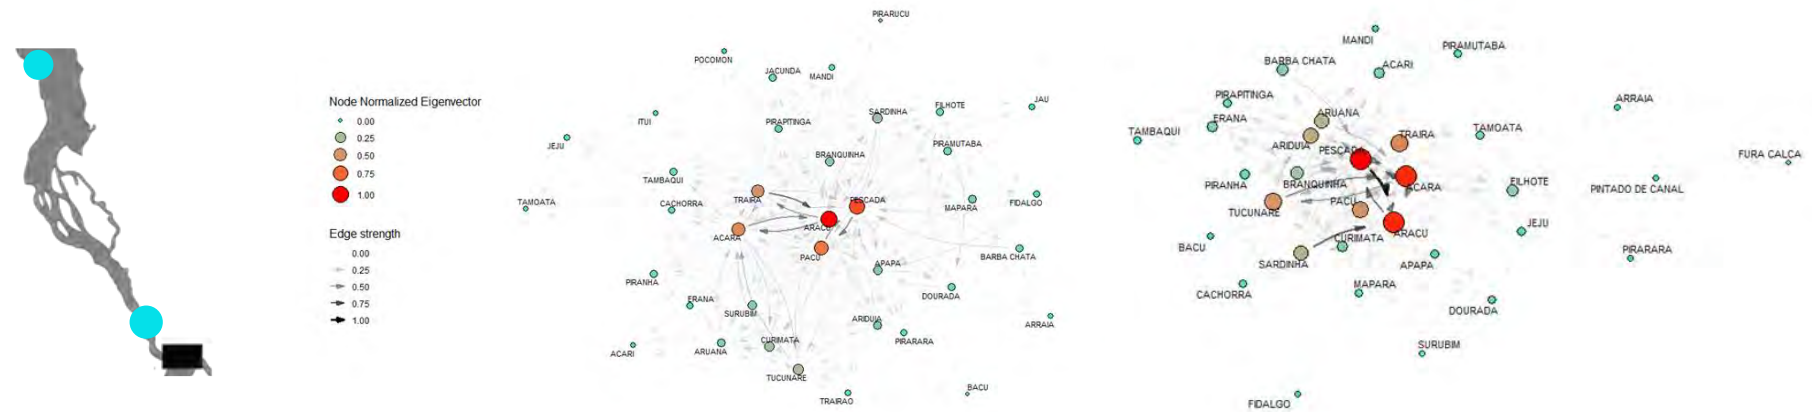 Node Normalized Eigenvector
0.00
0.25
0.50
0.75
1.00
Edge strength
0.00
0.25
0.50
0.75
1.00
PIRARUCU
POCOMON
JACUNDA
MANDI
SARDINHA
FILHOTE
JAU
ITUI
PIRAPITINGA
JEJU
PIRAMUTABA
BRANQUINHA
TAMBAQUI
TRAIRA
PESCADA
TAMOATA
CACHORRA
MAPARA
FIDALGO
ARACU
ACARA
PACU
BARBA CHATA
APAPA
PIRANHA
DOURADA
ERANA
SURUBIM
ARIDUIA
ARRAIA
CURIMATA
PIRARARA
ACARI
ARUANA
TUCUNARE
BACU
TRAIRAO
MANDI
PIRAMUTABA
BARBA CHATA
ACARI
PIRAPITINGA
ARRAIA
ARUANA
ERANA
TAMBAQUI
TRAIRA
TAMOATA
ARIDUIA
PESCADA
FURA CALCA
PIRANHA
BRANQUINHA
ACARA
FILHOTE
PINTADO DE CANAL
PACU
TUCUNARE
JEJU
ARACU
CURIMATA
BACU
PIRARARA
SARDINHA
APAPA
CACHORRA
MAPARA
DOURADA
SURUBIM
FIDALGO